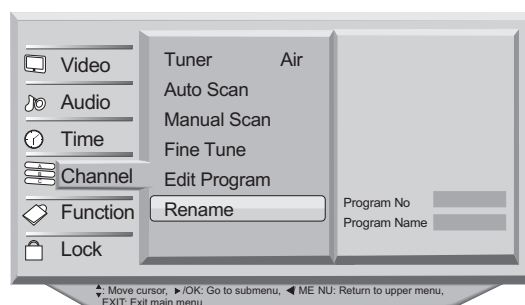 Video
Audio
Time
Channel
Function
Lock
Tuner Air
Auto Scan
Manual Scan
Fine Tune
Edit Program
Rename
Program No
Program Name
: Move cursor, ▶/OK: Go to submenu, ◀ ME NU: Return to upper menu,
EXIT: Exit main menu